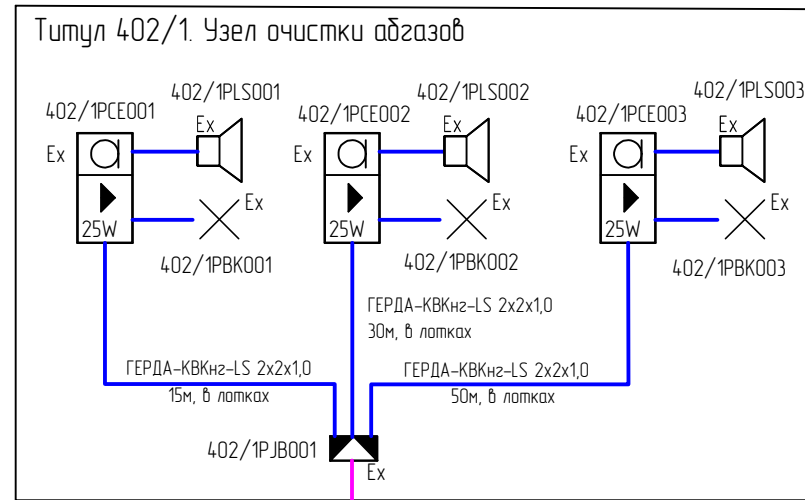 Титул 402/1. Узел очистки абгазов
402/1PCE001
402/1PLS001
Ex
Ex
25W
Ex
402/1PBK001
402/1PCE002
402/1PLS002
Ex
Ex
25W
Ex
402/1PBK002
402/1PCE003
402/1PLS003
Ex
Ex
25W
Ex
402/1PBK003
ГЕРДА-КВКнг-LS 2x2x1,0
30м, в лотках
ГЕРДА-КВКнг-LS 2x2x1,0
15м, в лотках
ГЕРДА-КВКнг-LS 2x2x1,0
50м, в лотках
402/1PJB001
Ex